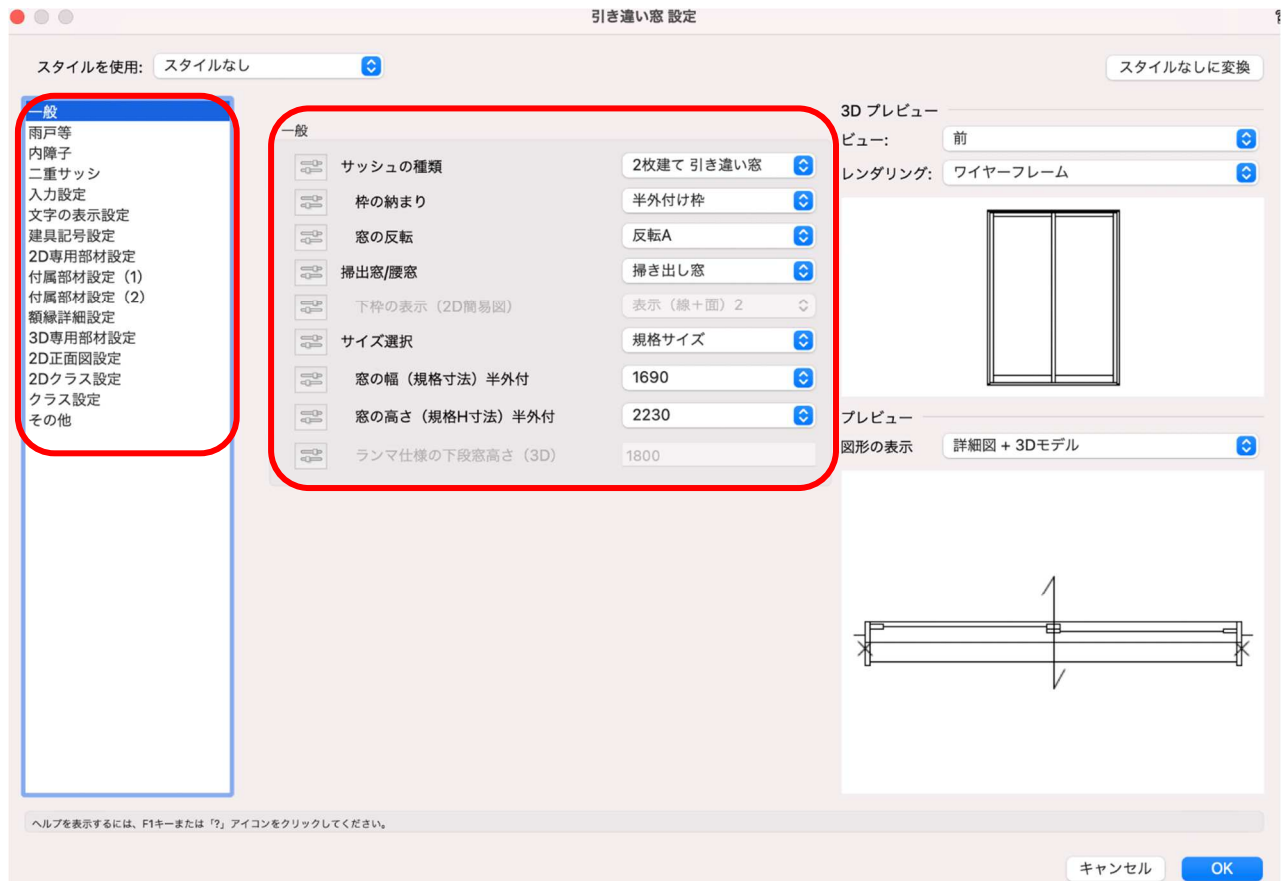 引き違い窓 設定
スタイルを使用: スタイルなし
スタイルなしに変換
一般
雨戸等
内障子
二重サッシ
入力設定
文字の表示設定
建具記号設定
2D専用部材設定
付属部材設定（1）
付属部材設定（2）
額縁詳細設定
3D専用部材設定
2D正面図設定
2Dクラス設定
クラス設定
その他
一般
サッシュの種類 2枚建て 引き違い窓
枠の納まり 半外付け枠
窓の反転 反転A
掃出窓/腰窓 掃き出し窓
下枠の表示（2D簡易図） 表示（線＋面）2
サイズ選択 規格サイズ
窓の幅（規格寸法）半外付 1690
窓の高さ（規格H寸法）半外付 2230
ランマ仕様の下段窓高さ（3D） 1800
3D プレビュー
ビュー: 前
レンダリング: ワイヤーフレーム
プレビュー
図形の表示 詳細図 + 3Dモデル
ヘルプを表示するには、F1キーまたは「?」アイコンをクリックしてください。
キャンセル OK